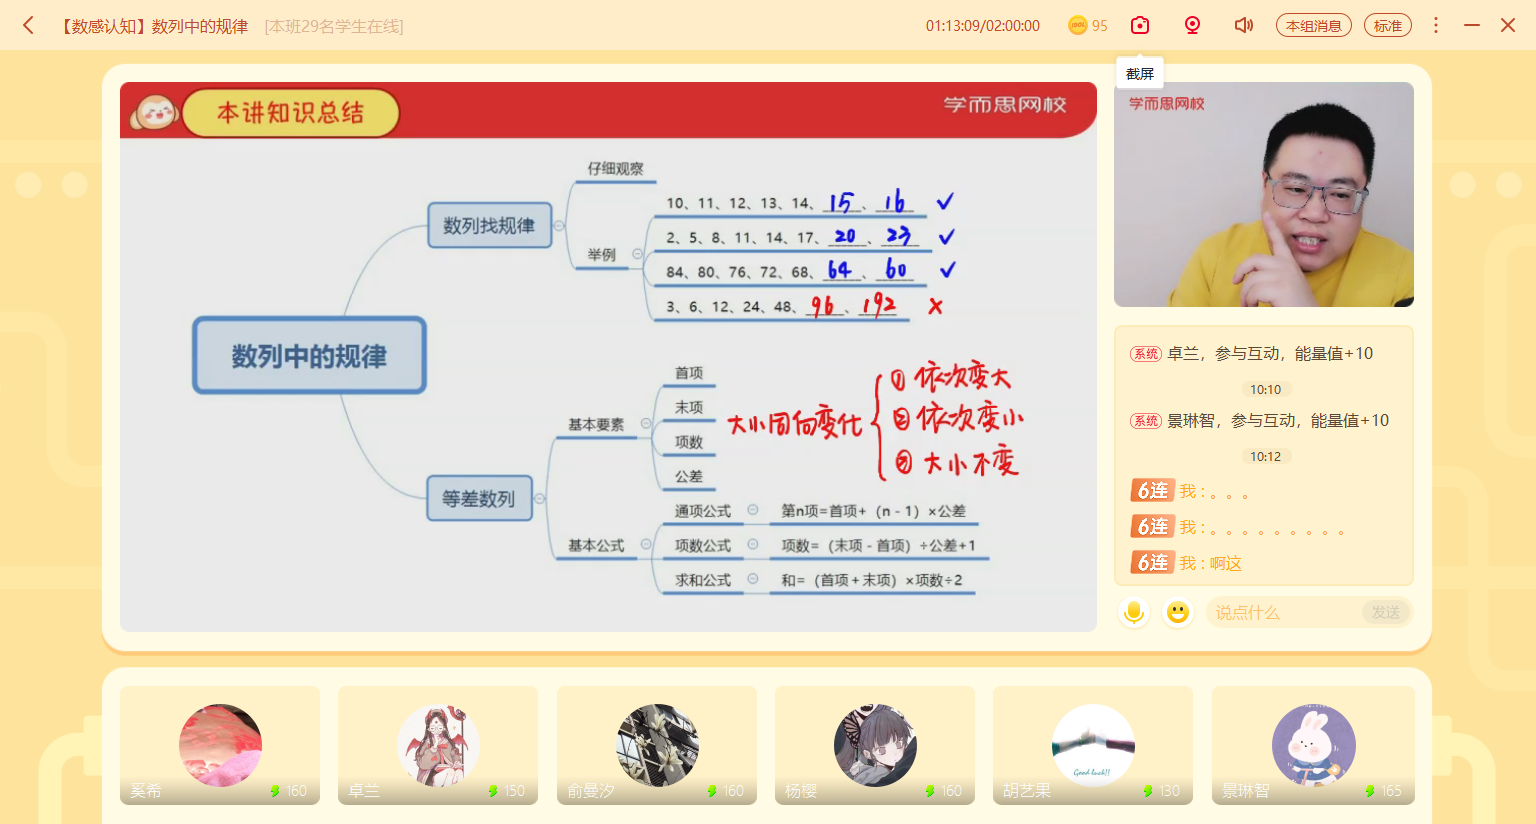 【数感认知】数列中的规律 [本班29名学生在线] 01:13:09/02:00:00 100% 95 本组消息 标准
截屏
本讲知识总结
学而思网校
学而思网校
仔细观察
数列找规律
举例
10、11、12、13、14、15、16 ✓
2、5、8、11、14、17、20、23 ✓
84、80、76、72、68、64、60 ✓
3、6、12、24、48、96、192 ×
数列中的规律
首项
末项
基本要素
项数
公差
大小同向变化
① 依次变大
② 依次变小
③ 大小不变
等差数列
基本公式
通项公式 第n项=首项+（n-1）×公差
项数公式 项数=（末项-首项）÷公差+1
求和公式 和=（首项+末项）×项数÷2
系统 卓兰，参与互动，能量值+10
10:10
系统 景琳智，参与互动，能量值+10
10:12
6连 我：。。。
6连 我：。。。。。。。。。
6连 我：啊这
说点什么 发送
奚希 160
卓兰 150
俞曼汐 160
杨樱 160
Good luck!!
胡艺果 130
景琳智 165